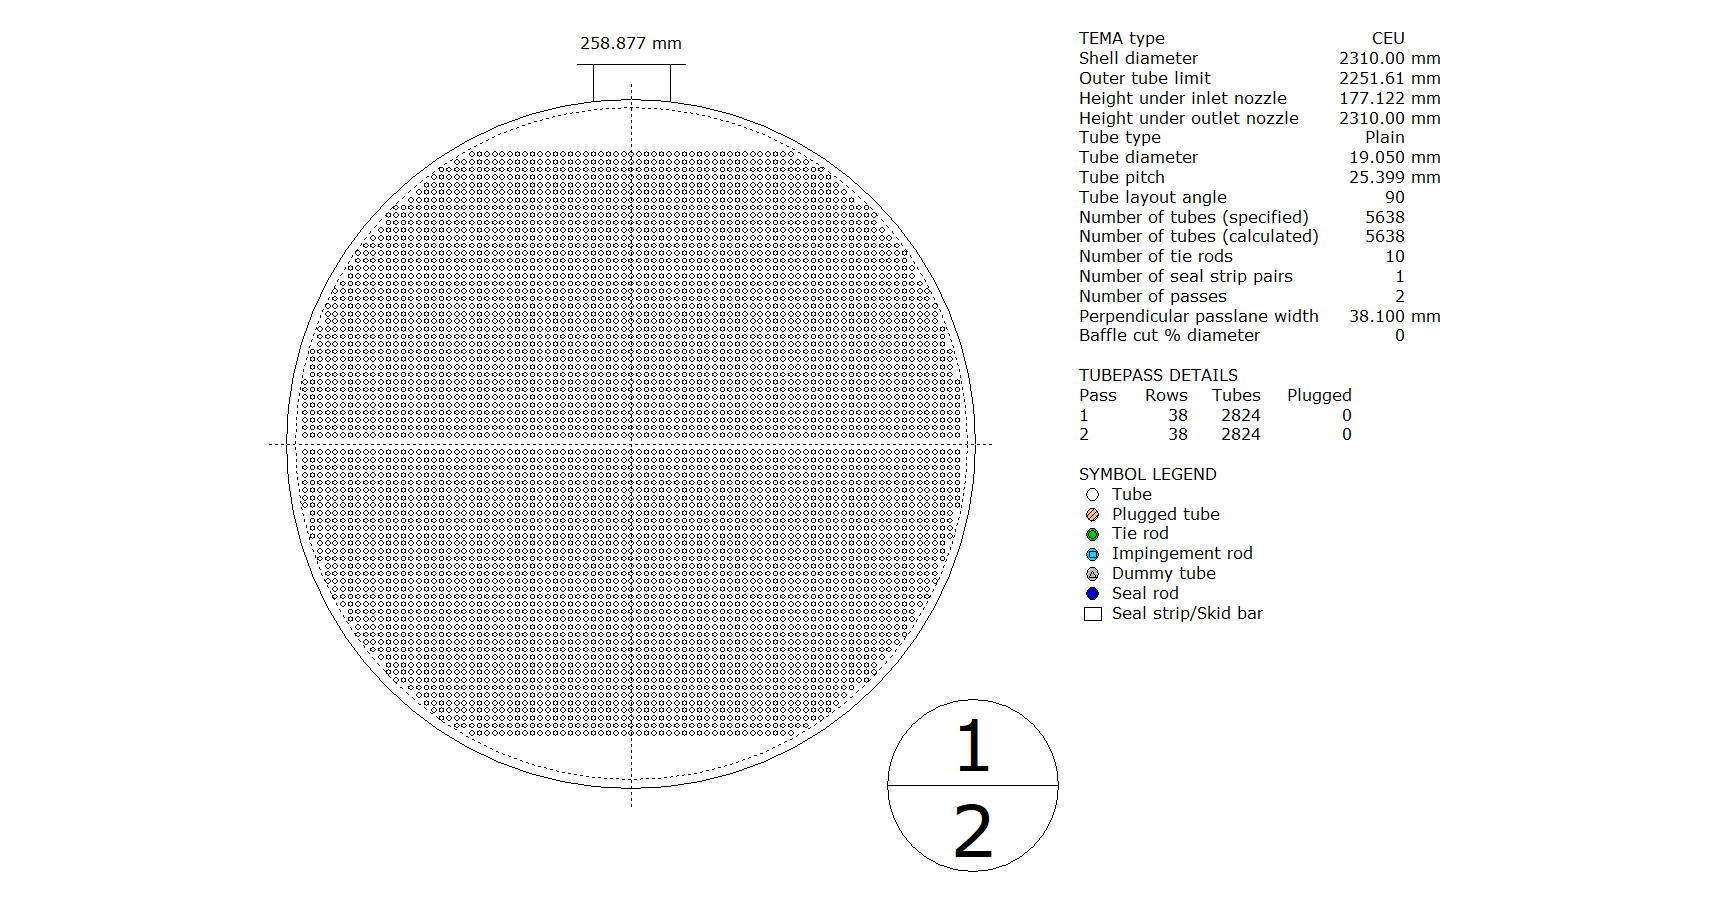 258.877 mm
TEMA type CEU
Shell diameter 2310.00 mm
Outer tube limit 2251.61 mm
Height under inlet nozzle 177.122 mm
Height under outlet nozzle 2310.00 mm
Tube type Plain
Tube diameter 19.050 mm
Tube pitch 25.399 mm
Tube layout angle 90
Number of tubes (specified) 5638
Number of tubes (calculated) 5638
Number of tie rods 10
Number of seal strip pairs 1
Number of passes 2
Perpendicular passlane width 38.100 mm
Baffle cut % diameter 0
TUBEPASS DETAILS
Pass Rows Tubes Plugged
1 38 2824 0
2 38 2824 0
SYMBOL LEGEND
Tube
Plugged tube
Tie rod
Impingement rod
Dummy tube
Seal rod
Seal strip/Skid bar
1
2